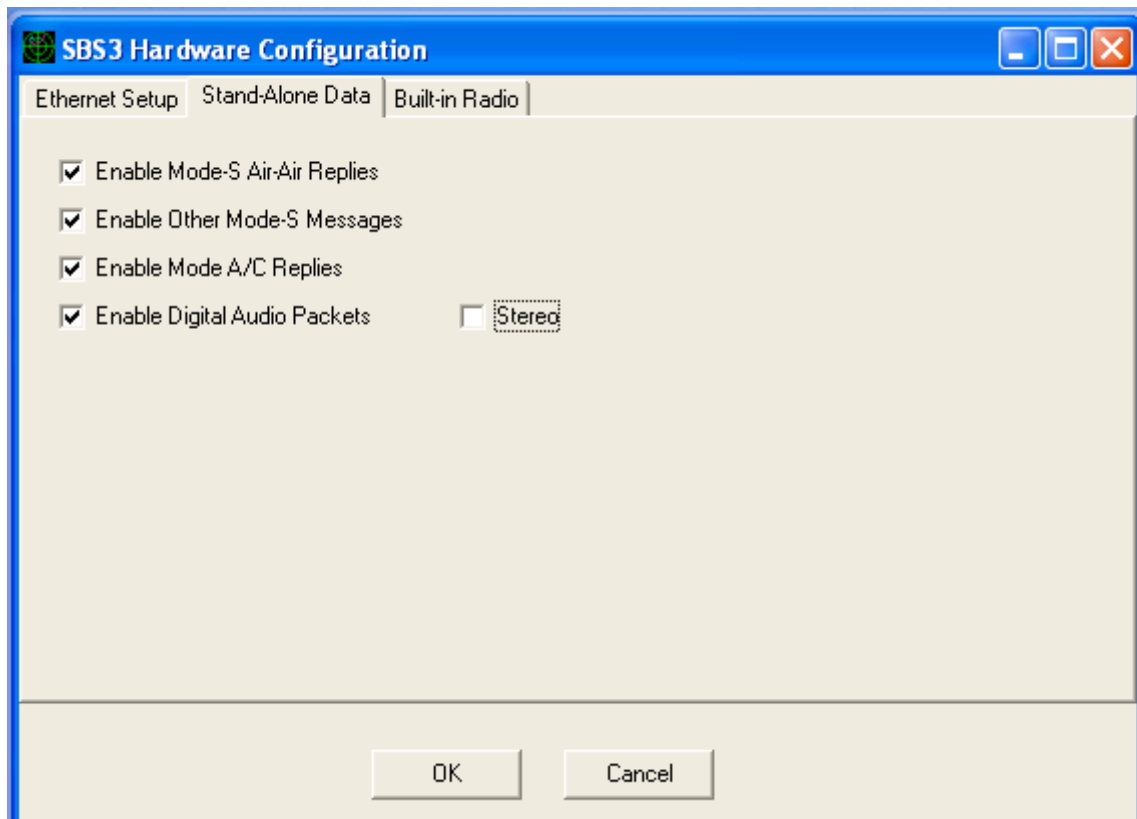 SBS3 Hardware Configuration
Ethernet Setup Stand-Alone Data Built-in Radio
Enable Mode-S Air-Air Replies
Enable Other Mode-S Messages
Enable Mode A/C Replies
Enable Digital Audio Packets Stereo
OK Cancel